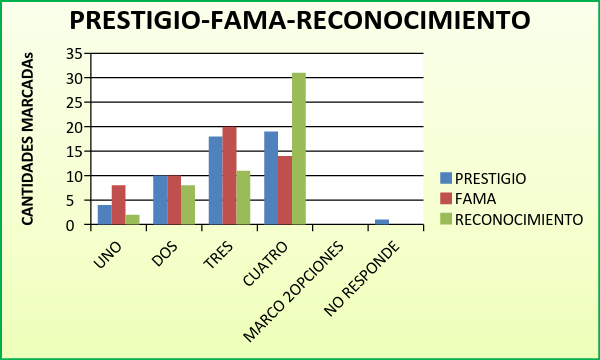 PRESTIGIO-FAMA-RECONOCIMIENTO
CANTIDADES MARCADAs
35
30
25
20
15
10
5
0
UNO
DOS
TRES
CUATRO
MARCO 2OPCIONES
NO RESPONDE
PRESTIGIO
FAMA
RECONOCIMIENTO